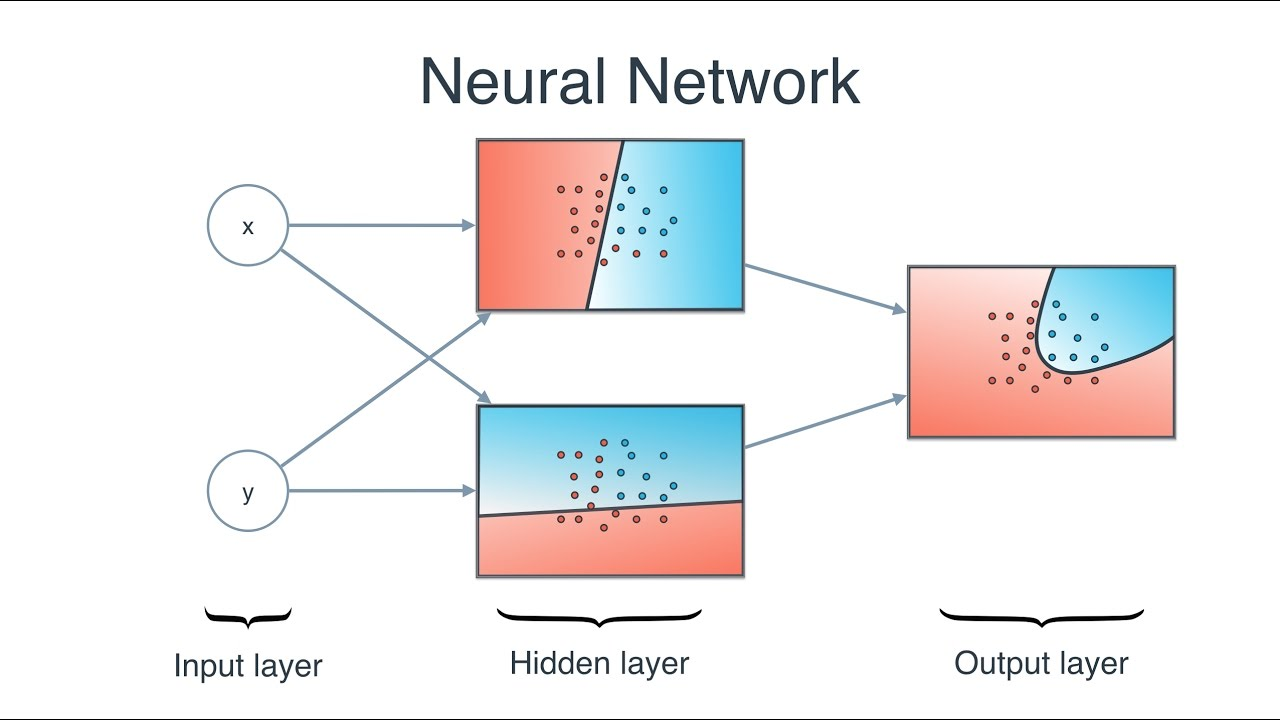 Neural Network
x
y
Input layer
Hidden layer
Output layer